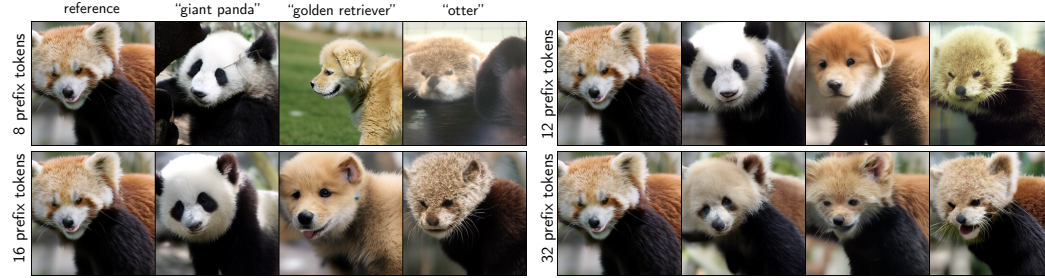 reference
“giant panda”
“golden retriever”
“otter”
8 prefix tokens
12 prefix tokens
16 prefix tokens
32 prefix tokens